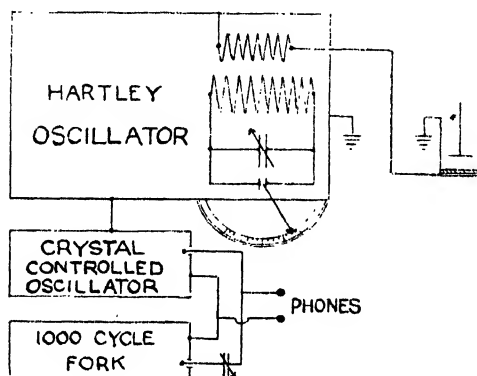 HARTLEY
OSCILLATOR
CRYSTAL
CONTROLLED
OSCILLATOR
PHONES
1000 CYCLE
FORK